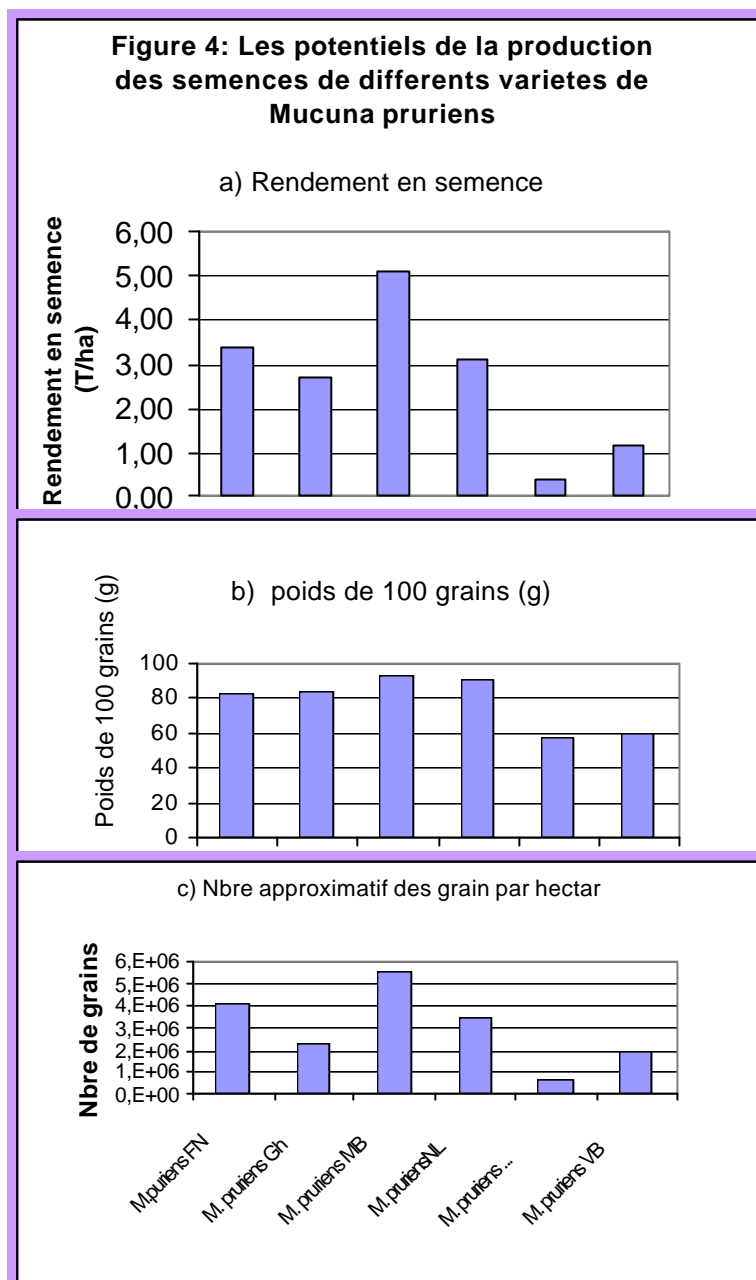 Figure 4: Les potentiels de la production
des semences de differents varietes de
Mucuna pruriens
a) Rendement en semence
Rendement en semence
(T/ha)
6,00
5,00
4,00
3,00
2,00
1,00
0,00
b) poids de 100 grains (g)
Poids de 100 grains (g)
100
80
60
40
20
0
c) Nbre approximatif des grain par hectar
Nbre de grains
6,E+06
5,E+06
4,E+06
3,E+06
2,E+06
1,E+06
0,E+00
M.pruriens FN
M. pruriens Gh
M. pruriens MB
M. pruriens NL
M. pruriens ...
M. pruriens VB